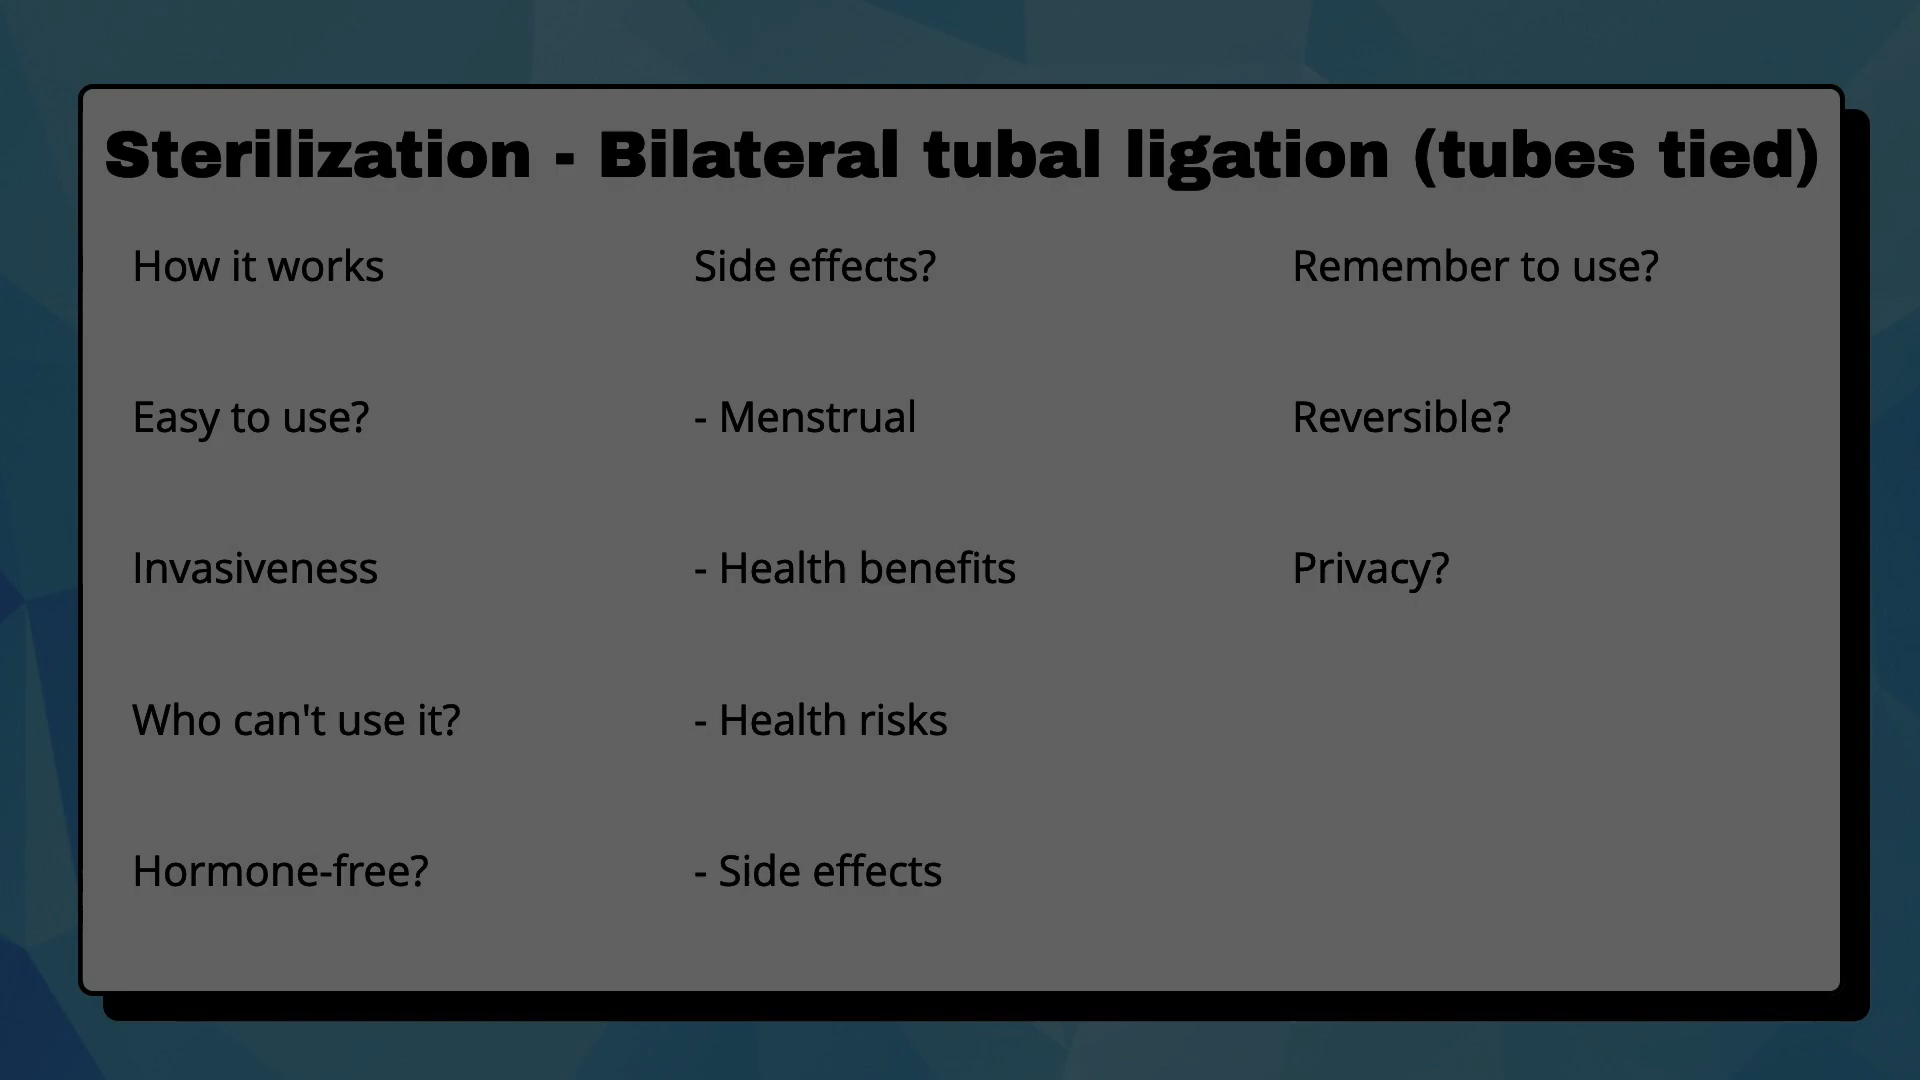 Sterilization - Bilateral tubal ligation (tubes tied)
How it works
Easy to use?
Invasiveness
Who can't use it?
Hormone-free?
Side effects?
- Menstrual
- Health benefits
- Health risks
- Side effects
Remember to use?
Reversible?
Privacy?